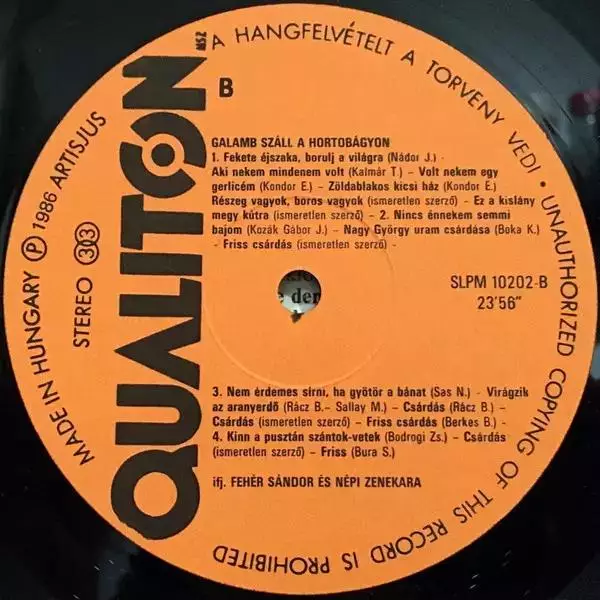 A HANGFELVÉTELT A TÖRVÉNY VÉDI • UNAUTHORIZED COPYING OF THIS RECORD IS PROHIBITED
MADE IN HUNGARY Ⓟ 1986 ARTISJUS
STEREO 33
QUALITON
MSZ
B
GALAMB SZÁLL A HORTOBÁGYON
1. Fekete éjszaka, borulj a világra (Nádor J.) -
Aki nekem mindenem volt (Kalmár T.) – Volt nekem egy
gerlicém (Kondor E.) – Zöldablakos kicsi ház (Kondor E.)
Részeg vagyok, boros vagyok (ismeretlen szerző) – Ez a kislány
megy kútra (ismeretlen szerző) – 2. Nincs énnekem semmi
bajom (Kozák Gábor J.) – Nagy György uram csárdása (Boka K.)
- Friss csárdás (ismeretlen szerző) -
SLPM 10202-B
23'56"
der
3. Nem érdemes sírni, ha gyötör a bánat (Sas N.) - Virágzik
az aranyerdő (Rácz B.– Sallay M.) – Csárdás (Rácz B.) –
Csárdás (ismeretlen szerző) – Friss csárdás (Berkes B.) –
4. Kinn a pusztán szántok-vetek (Bodrogi Zs.) – Csárdás
(ismeretlen szerző) – Friss (Bura S.)
ifj. FEHÉR SÁNDOR ÉS NÉPI ZENEKARA